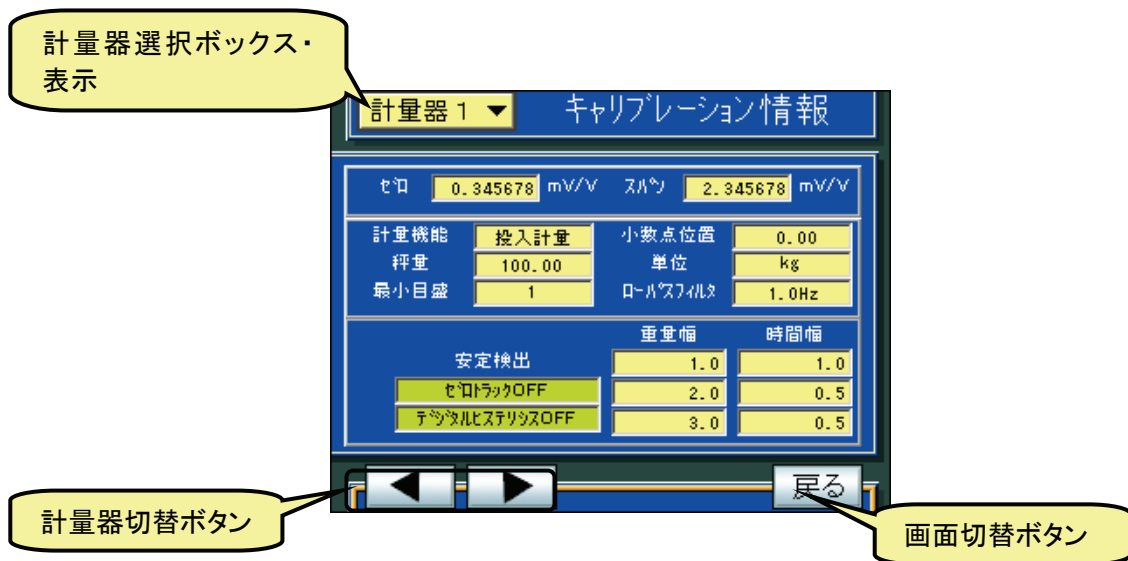 計量器選択ボックス・
表示
計量器1 ▼ キャリブレーション情報
ｾﾞﾛ 0.345678 mV/V ｽﾊﾟﾝ 2.345678 mV/V
計量機能 投入計量 小数点位置 0.00
秤量 100.00 単位 kg
最小目盛 1 ﾛｰﾊﾟｽﾌｨﾙﾀ 1.0Hz
重量幅 時間幅
安定検出 1.0 1.0
ｾﾞﾛﾄﾗｯｸOFF 2.0 0.5
ﾃﾞｼﾞﾀﾙﾋｽﾃﾘｼｽOFF 3.0 0.5
◀ ▶ 戻る
計量器切替ボタン
画面切替ボタン